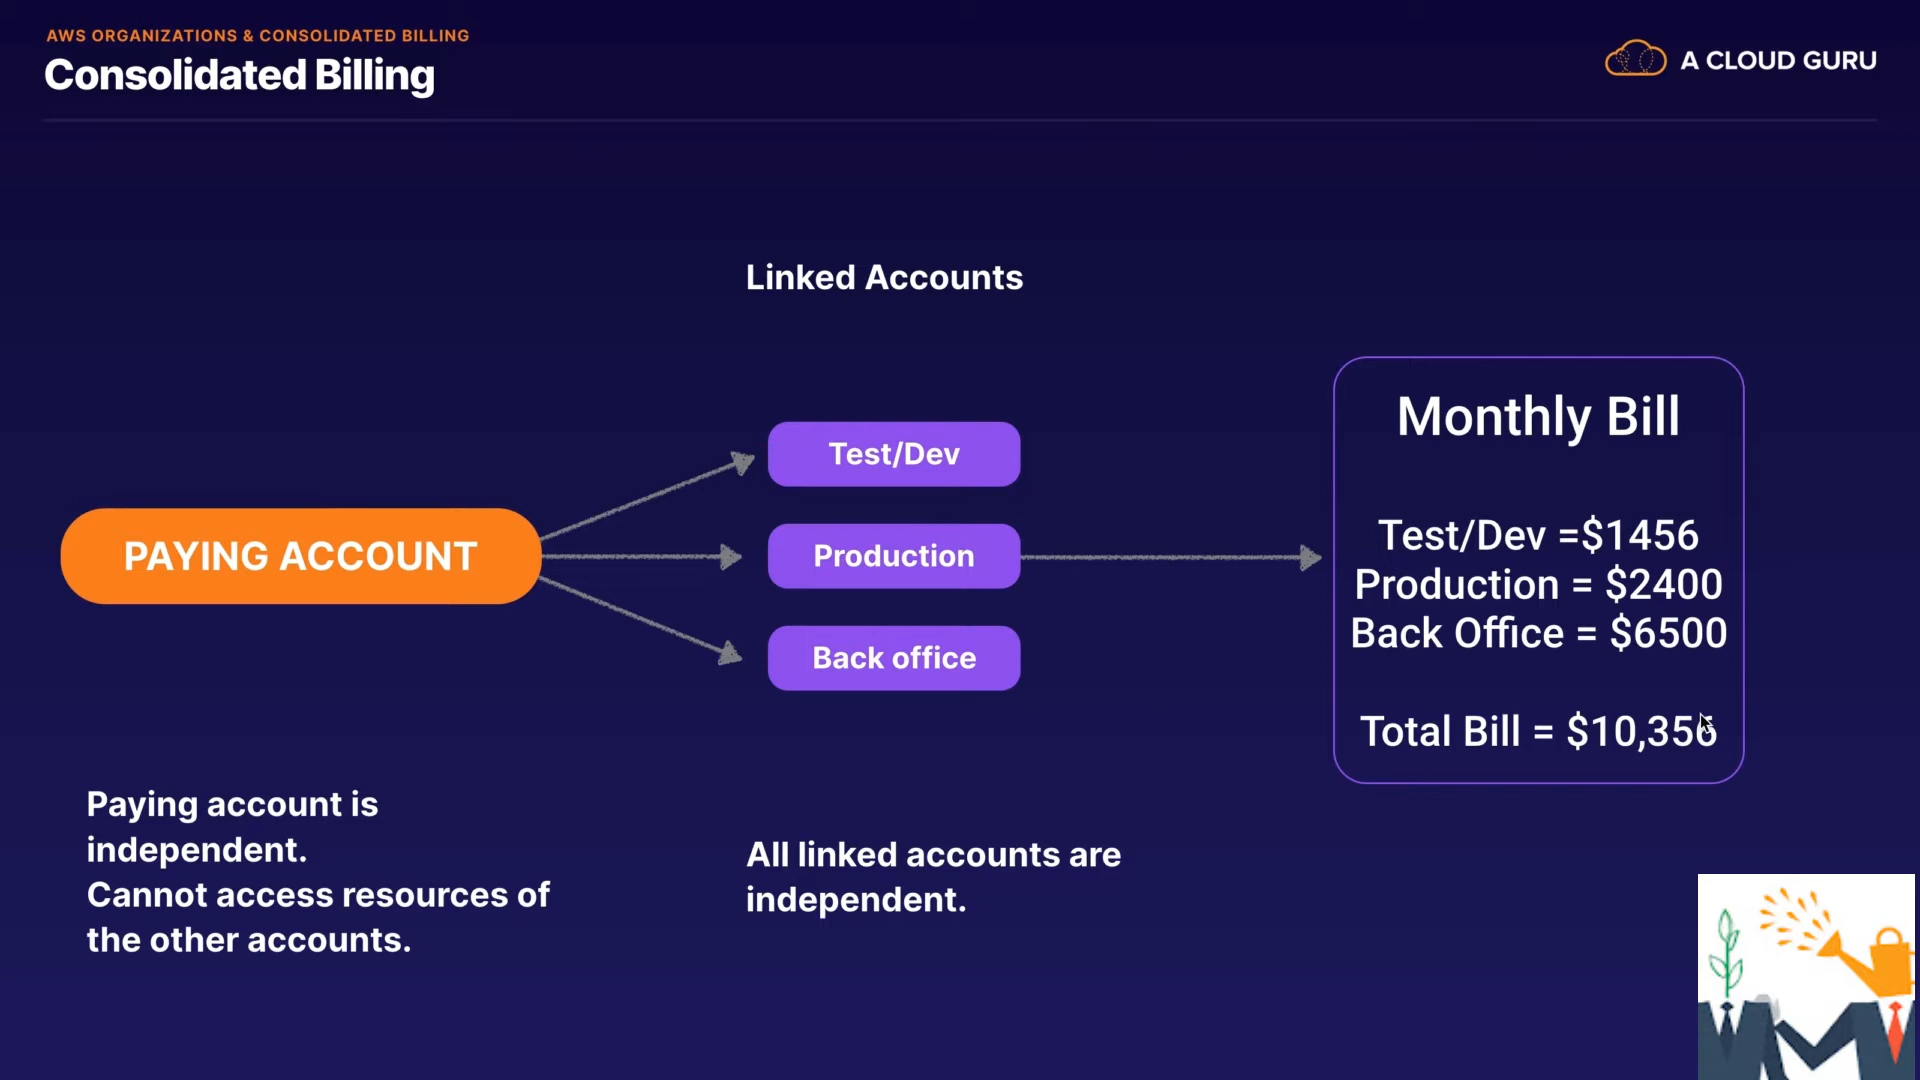 AWS ORGANIZATIONS & CONSOLIDATED BILLING
Consolidated Billing
A CLOUD GURU
Linked Accounts
PAYING ACCOUNT
Test/Dev
Production
Back office
Monthly Bill
Test/Dev =$1456
Production = $2400
Back Office = $6500
Total Bill = $10,356
Paying account is
independent.
Cannot access resources of
the other accounts.
All linked accounts are
independent.